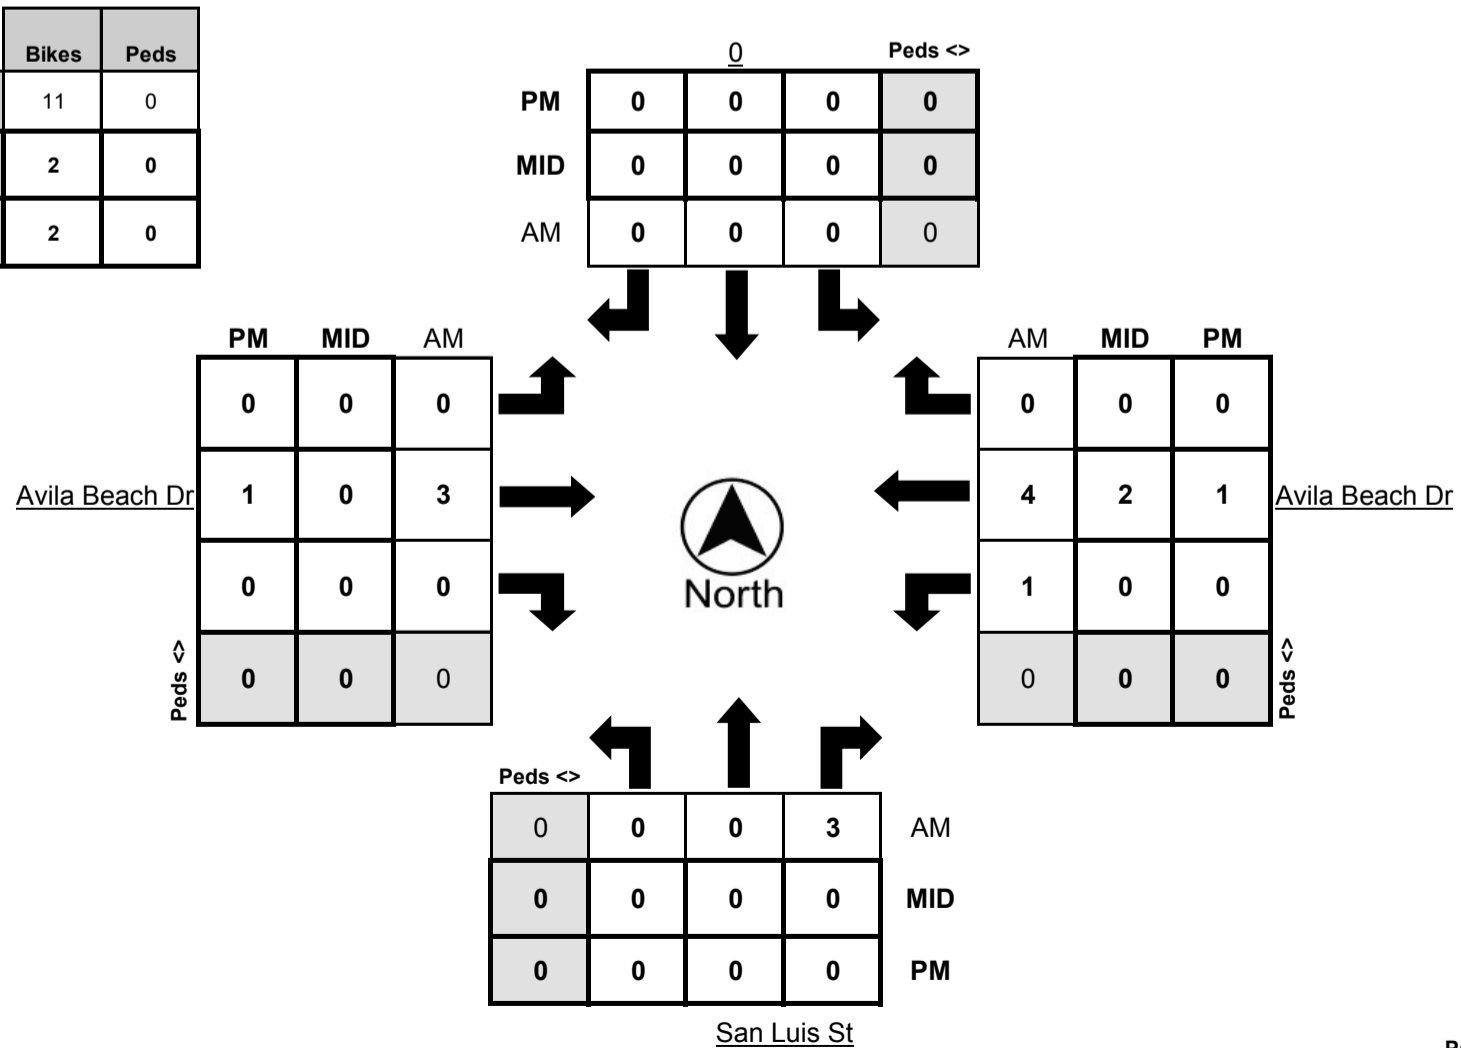 Bikes Peds
11 0
2 0
2 0
0 Peds <>
PM 0 0 0 0
MID 0 0 0 0
AM 0 0 0 0
PM MID AM
0 0 0
Avila Beach Dr 1 0 3
0 0 0
Peds <> 0 0 0
AM MID PM
0 0 0
4 2 1 Avila Beach Dr
1 0 0
0 0 0 Peds <>
North
Peds <>
0 0 0 3 AM
0 0 0 0 MID
0 0 0 0 PM
San Luis St